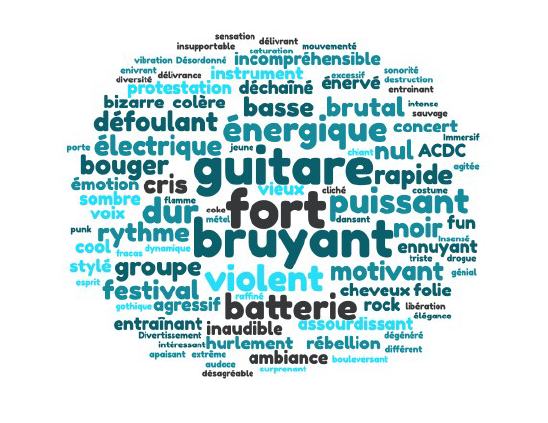 sensation délivrant
insupportable saturation mouvementé
vibration Désordonné incompréhensible
enivrent instrument excessif sonorité
diversité délivrance énervé destruction
protestation déchaîné entrainant
bizarre colère basse brutal intense
sauvage
défoulant énergique concert
Immersif
porte électrique jeune chiant nul ACDC
bouger guitare rapide agitée
émotion cris vieux cliché costume
sombre flamme fort puissant
voix dur coke métal dansant noir fun
punk rythme bruyant Insensé
cool fracas dynamique ennuyant
triste drogue
stylé groupe violent motivant génial
esprit festival raffiné cheveux folie
gothique agressif batterie rock libération
élégance
entraînant inaudible assourdissant
Divertissement dégénéré
intéressant hurlement rébellion différent
apaisant extrême ambiance bouleversant
audace surprenant
désagréable